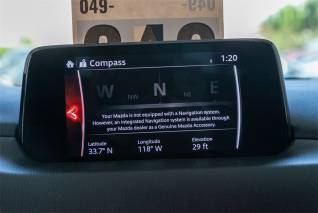 049-
049-
Compass
1:20
W NW N NE E
Your Mazda is not equipped with a Navigation system.
However, an integrated Navigation system is available through
your Mazda dealer as a Genuine Mazda Accessory.
Latitude Longitude Elevation
33.7°N 118°W 29 ft